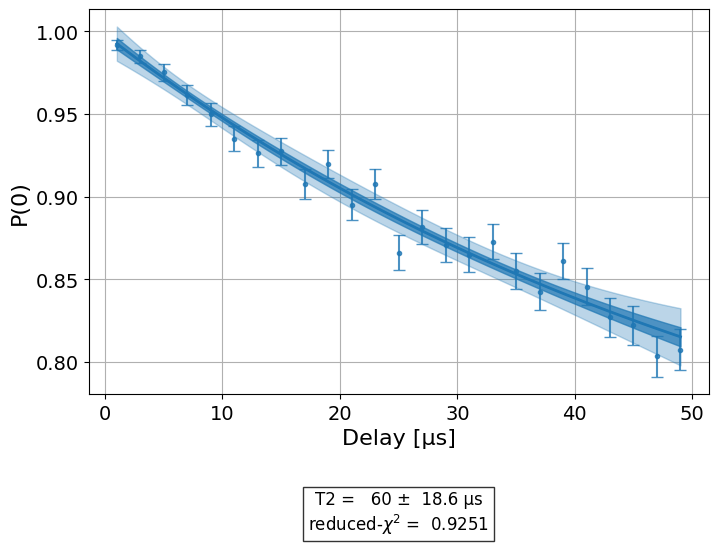 1.00
0.95
0.90
0.85
0.80
P(0)
0 10 20 30 40 50
Delay [μs]
T2 = 60 ± 18.6 μs
reduced-χ² = 0.9251